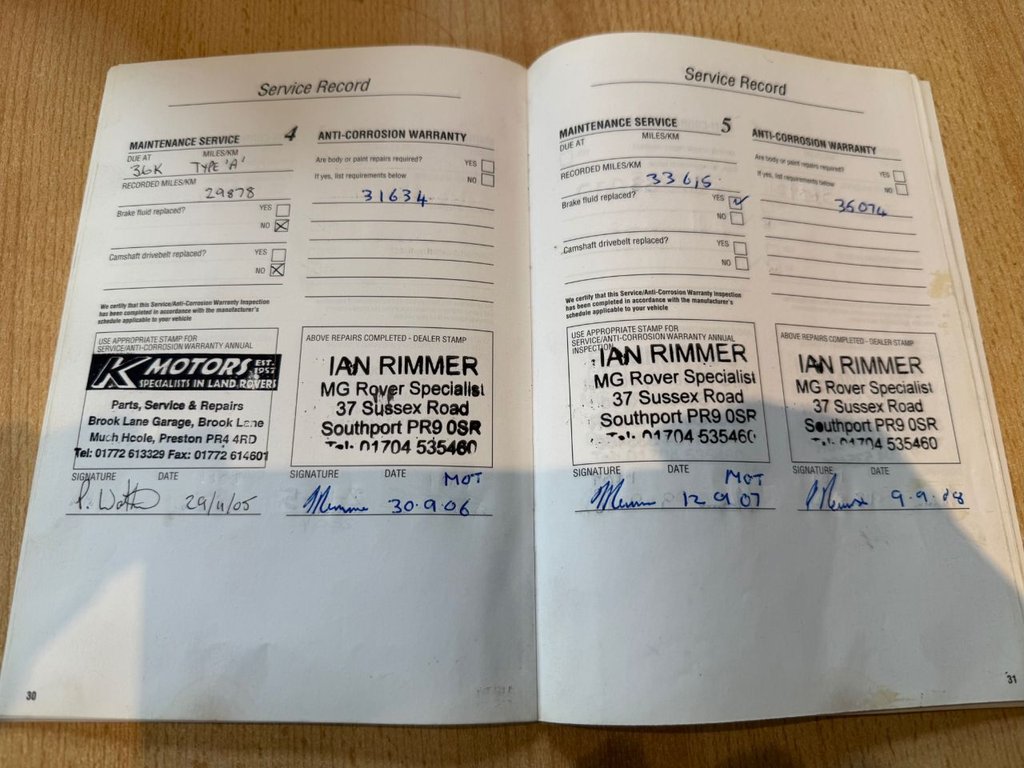 Service Record
MAINTENANCE SERVICE 4
DUE AT MILES/KM
36K TYPE 'A'
RECORDED MILES/KM
29878
Brake fluid replaced? YES
NO
Camshaft drivebelt replaced? YES
NO
We certify that this Service/Anti-Corrosion Warranty Inspection
has been completed in accordance with the manufacturer's
schedule applicable to your vehicle
USE APPROPRIATE STAMP FOR
SERVICE/ANTI-CORROSION WARRANTY ANNUAL
K MOTORS EST. 1957
SPECIALISTS IN LAND ROVERS
Parts, Service & Repairs
Brook Lane Garage, Brook Lane
Much Hoole, Preston PR4 4RD
Tel: 01772 613329 Fax: 01772 614601
SIGNATURE DATE
29/11/05
ANTI-CORROSION WARRANTY
Are body or paint repairs required? YES
If yes, list requirements below NO
31634
ABOVE REPAIRS COMPLETED - DEALER STAMP
IAN RIMMER
MG Rover Specialist
37 Sussex Road
Southport PR9 0SR
Tel: 01704 535460
SIGNATURE DATE MOT
30.9.06
30
Service Record
MAINTENANCE SERVICE 5
DUE AT MILES/KM
RECORDED MILES/KM
33615
Brake fluid replaced? YES
NO
Camshaft drivebelt replaced? YES
NO
We certify that this Service/Anti-Corrosion Warranty Inspection
has been completed in accordance with the manufacturer's
schedule applicable to your vehicle
USE APPROPRIATE STAMP FOR
SERVICE/ANTI-CORROSION WARRANTY ANNUAL
INSPECTION
IAN RIMMER
MG Rover Specialist
37 Sussex Road
Southport PR9 0SR
Tel: 01704 535460
SIGNATURE DATE MOT
12 9 07
ANTI-CORROSION WARRANTY
Are body or paint repairs required? YES
If yes, list requirements below NO
35074
ABOVE REPAIRS COMPLETED - DEALER STAMP
IAN RIMMER
MG Rover Specialist
37 Sussex Road
Southport PR9 0SR
Tel: 01704 535460
SIGNATURE DATE
9.9.08
31